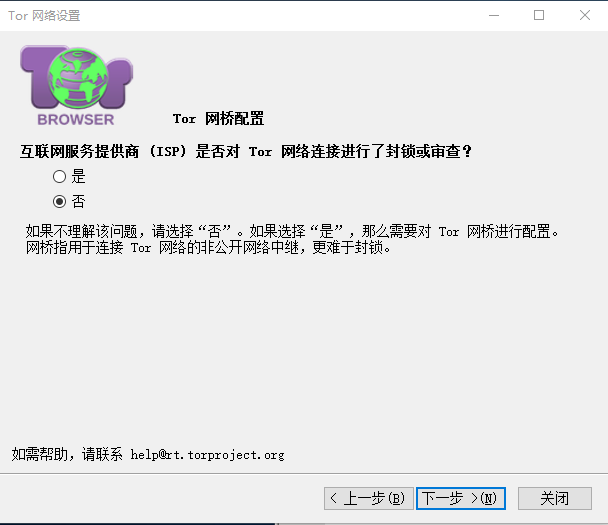 Tor 网络设置
Tor
BROWSER
Tor 网桥配置
互联网服务提供商 (ISP) 是否对 Tor 网络连接进行了封锁或审查?
是
否
如果不理解该问题，请选择“否”。如果选择“是”，那么需要对 Tor 网桥进行配置。
网桥指用于连接 Tor 网络的非公开网络中继，更难于封锁。
如需帮助，请联系 help@rt.torproject.org
< 上一步(B) 下一步 >(N) 关闭